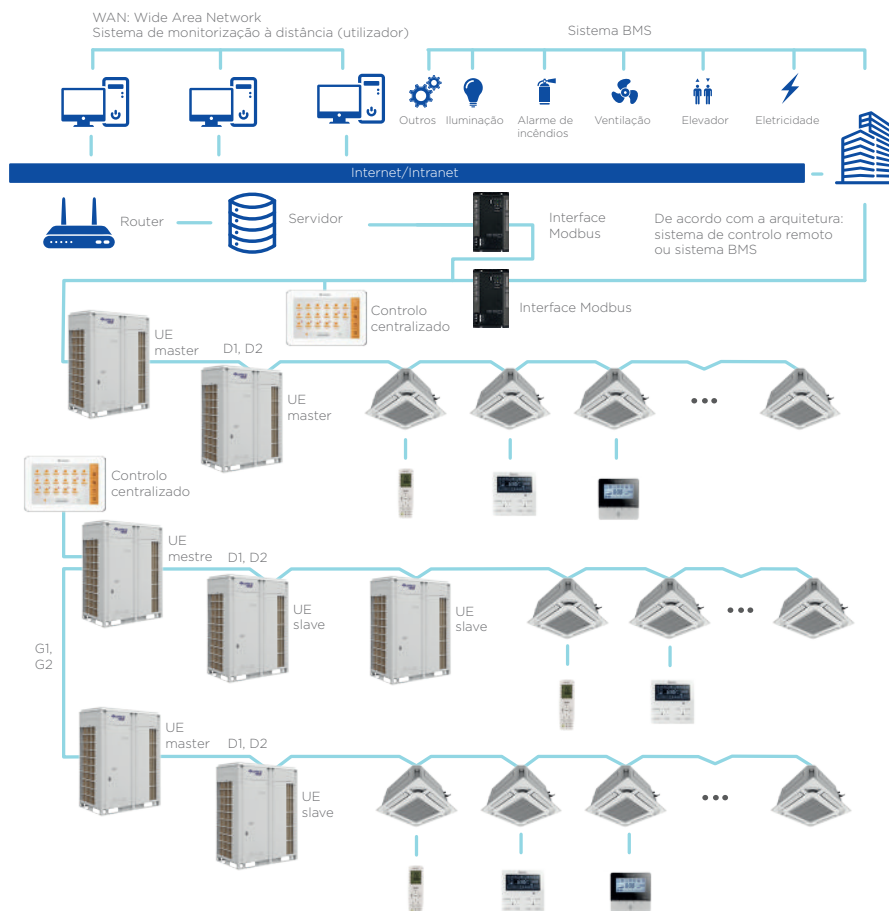 WAN: Wide Area Network
Sistema de monitorização à distância (utilizador)
Sistema BMS
Outros
Iluminação
Alarme de
incêndios
Ventilação
Elevador
Eletricidade
Internet/Intranet
Router
Servidor
Interface
Modbus
De acordo com a arquitetura:
sistema de controlo remoto
ou sistema BMS
Controlo
centralizado
Interface Modbus
UE
master
D1, D2
UE
master
Controlo
centralizado
UE
mestre
D1, D2
UE
slave
UE
slave
G1,
G2
UE
master
D1, D2
UE
slave